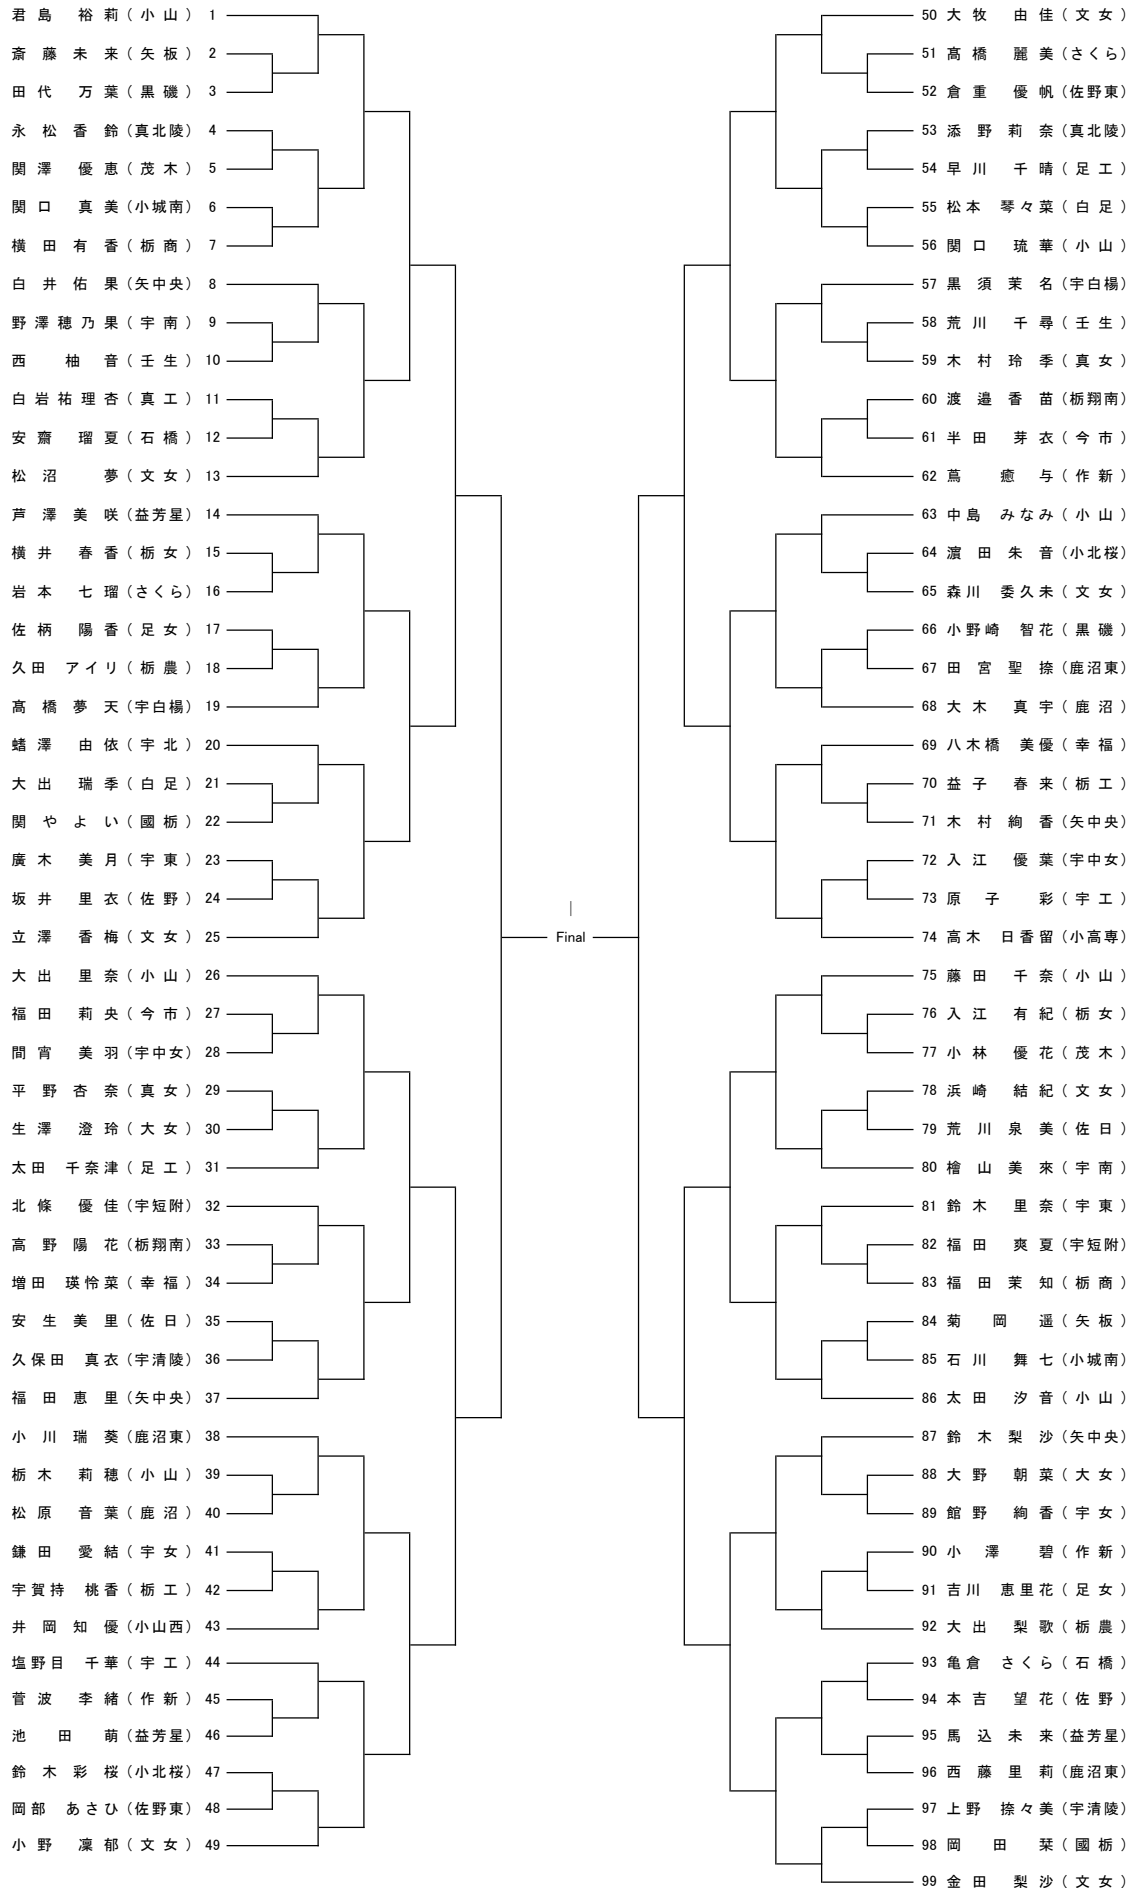 君島 裕莉(小山) 1
斎藤未来(矢板) 2
田代 万葉(黒磯) 3
永松香鈴(真北陵) 4
関澤 優恵(茂木) 5
関口 真美(小城南) 6
横田有香(栃商) 7
白井佑果(矢中央) 8
野澤穂乃果(宇南) 9
西 柚音(壬生) 10
白岩祐理杏(真工) 11
安齋 瑠夏(石橋) 12
松沼 夢(文女) 13
芦澤美咲(益芳星) 14
横井 春香(栃女) 15
岩本 七瑠(さくら) 16
佐柄 陽香(足女) 17
久田 アイリ(栃農) 18
髙橋夢天(宇白楊) 19
蟮澤 由依(宇北) 20
大出 瑞季(白足) 21
関やよい(國栃) 22
廣木 美月(宇東) 23
坂井 里衣(佐野) 24
立澤 香梅(文女) 25
大出 里奈(小山) 26
福田 莉央(今市) 27
間宵 美羽(宇中女) 28
平野杏奈(真女) 29
生澤 澄玲(大女) 30
太田 千奈津(足工) 31
北條 優佳(宇短附) 32
高野陽花(栃翔南) 33
増田 瑛怜菜(幸福) 34
安生美里(佐日) 35
久保田 真衣(宇清陵) 36
福田恵里(矢中央) 37
小川瑞葵(鹿沼東) 38
栃木 莉穂(小山) 39
松原 音葉(鹿沼) 40
鎌田愛結(宇女) 41
宇賀持 桃香(栃工) 42
井岡知優(小山西) 43
塩野目 千華(宇工) 44
菅波 李緒(作新) 45
池田 萌(益芳星) 46
鈴木彩桜(小北桜) 47
岡部 あさひ(佐野東) 48
小野 凜郁(文女) 49
Final
50 大牧 由佳(文女)
51 髙橋 麗美(さくら)
52 倉重 優帆(佐野東)
53 添野莉奈(真北陵)
54 早川 千晴(足工)
55 松本 琴々菜(白足)
56 関口 琉華(小山)
57 黒須茉名(宇白楊)
58 荒川 千尋(壬生)
59 木村玲季(真女)
60 渡邉香苗(栃翔南)
61 半田 芽衣(今市)
62 蔦 癒与(作新)
63 中島 みなみ(小山)
64 濵田朱音(小北桜)
65 森川 委久未(文女)
66 小野崎 智花(黒磯)
67 田宮聖捺(鹿沼東)
68 大木 真宇(鹿沼)
69 八木橋 美優(幸福)
70 益子 春来(栃工)
71 木村絢香(矢中央)
72 入江 優葉(宇中女)
73 原子 彩(宇工)
74 高木 日香留(小高専)
75 藤田千奈(小山)
76 入江 有紀(栃女)
77 小林 優花(茂木)
78 浜崎 結紀(文女)
79 荒川泉美(佐日)
80 檜山美來(宇南)
81 鈴木 里奈(宇東)
82 福田 爽夏(宇短附)
83 福田茉知(栃商)
84 菊岡 遥(矢板)
85 石川 舞七(小城南)
86 太田 汐音(小山)
87 鈴木梨沙(矢中央)
88 大野 朝菜(大女)
89 館野 絢香(宇女)
90 小澤 碧(作新)
91 吉川 恵里花(足女)
92 大出 梨歌(栃農)
93 亀倉 さくら(石橋)
94 本吉 望花(佐野)
95 馬込未来(益芳星)
96 西藤里莉(鹿沼東)
97 上野 捺々美(宇清陵)
98 岡田 栞(國栃)
99 金田 梨沙(文女)